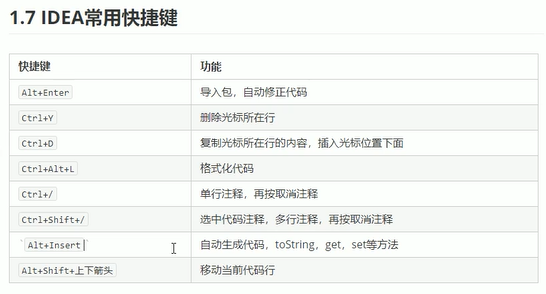 1.7 IDEA常用快捷键
快捷键 功能
Alt+Enter 导入包，自动修正代码
Ctrl+Y 删除光标所在行
Ctrl+D 复制光标所在行的内容，插入光标位置下面
Ctrl+Alt+L 格式化代码
Ctrl+/ 单行注释，再按取消注释
Ctrl+Shift+/ 选中代码注释，多行注释，再按取消注释
`Alt+Insert` 自动生成代码，toString，get，set等方法
Alt+Shift+上下箭头 移动当前代码行